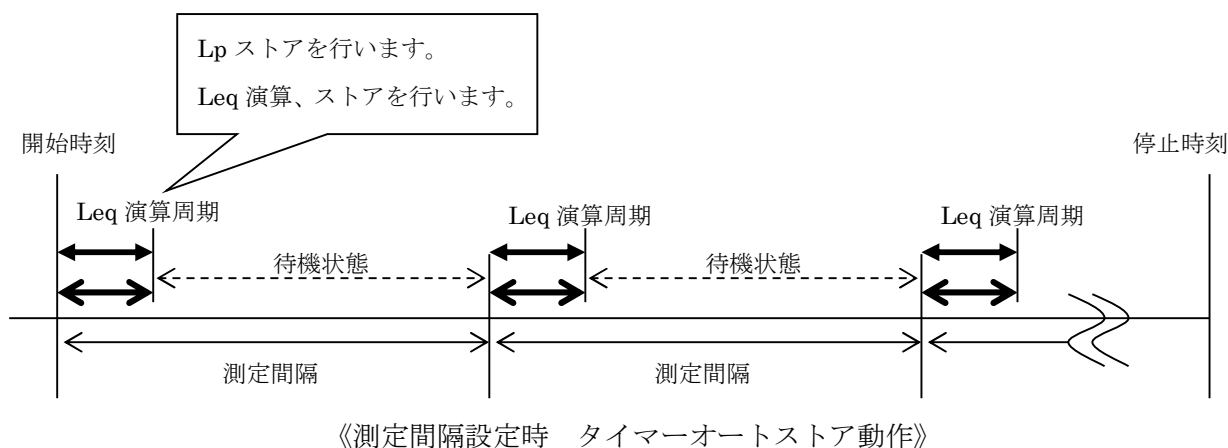 Lp ストアを行います。
Leq 演算、ストアを行います。
開始時刻
停止時刻
Leq 演算周期
Leq 演算周期
Leq 演算周期
待機状態
待機状態
測定間隔
測定間隔
《測定間隔設定時　タイマーオートストア動作》